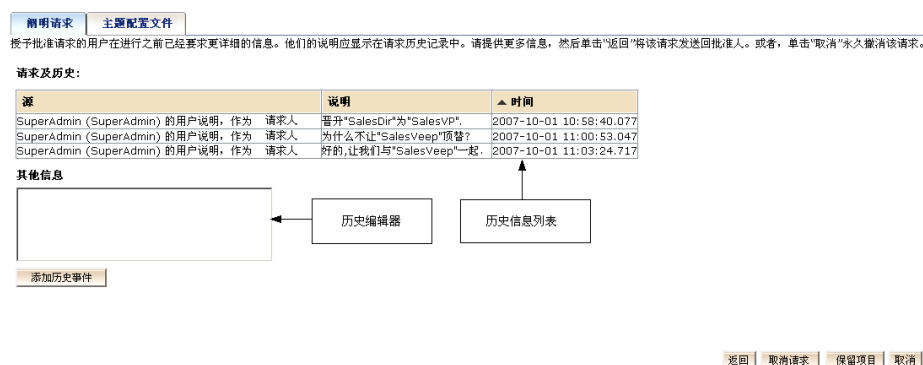 阐明请求 主题配置文件
授予批准请求的用户在进行之前已经要求更详细的信息。他们的说明应显示在请求历史记录中。请提供更多信息，然后单击"返回"将该请求发送回批准人。或者，单击"取消"永久撤消该请求。
请求及历史：
源 说明 时间
SuperAdmin (SuperAdmin) 的用户说明，作为 请求人 晋升"SalesDir"为"SalesVP". 2007-10-01 10:58:40.077
SuperAdmin (SuperAdmin) 的用户说明，作为 请求人 为什么不让"SalesVeep"顶替？ 2007-10-01 11:00:53.047
SuperAdmin (SuperAdmin) 的用户说明，作为 请求人 好的,让我们与"SalesVeep"一起. 2007-10-01 11:03:24.717
其他信息
历史编辑器 历史信息列表
添加历史事件
返回 取消请求 保留项目 取消